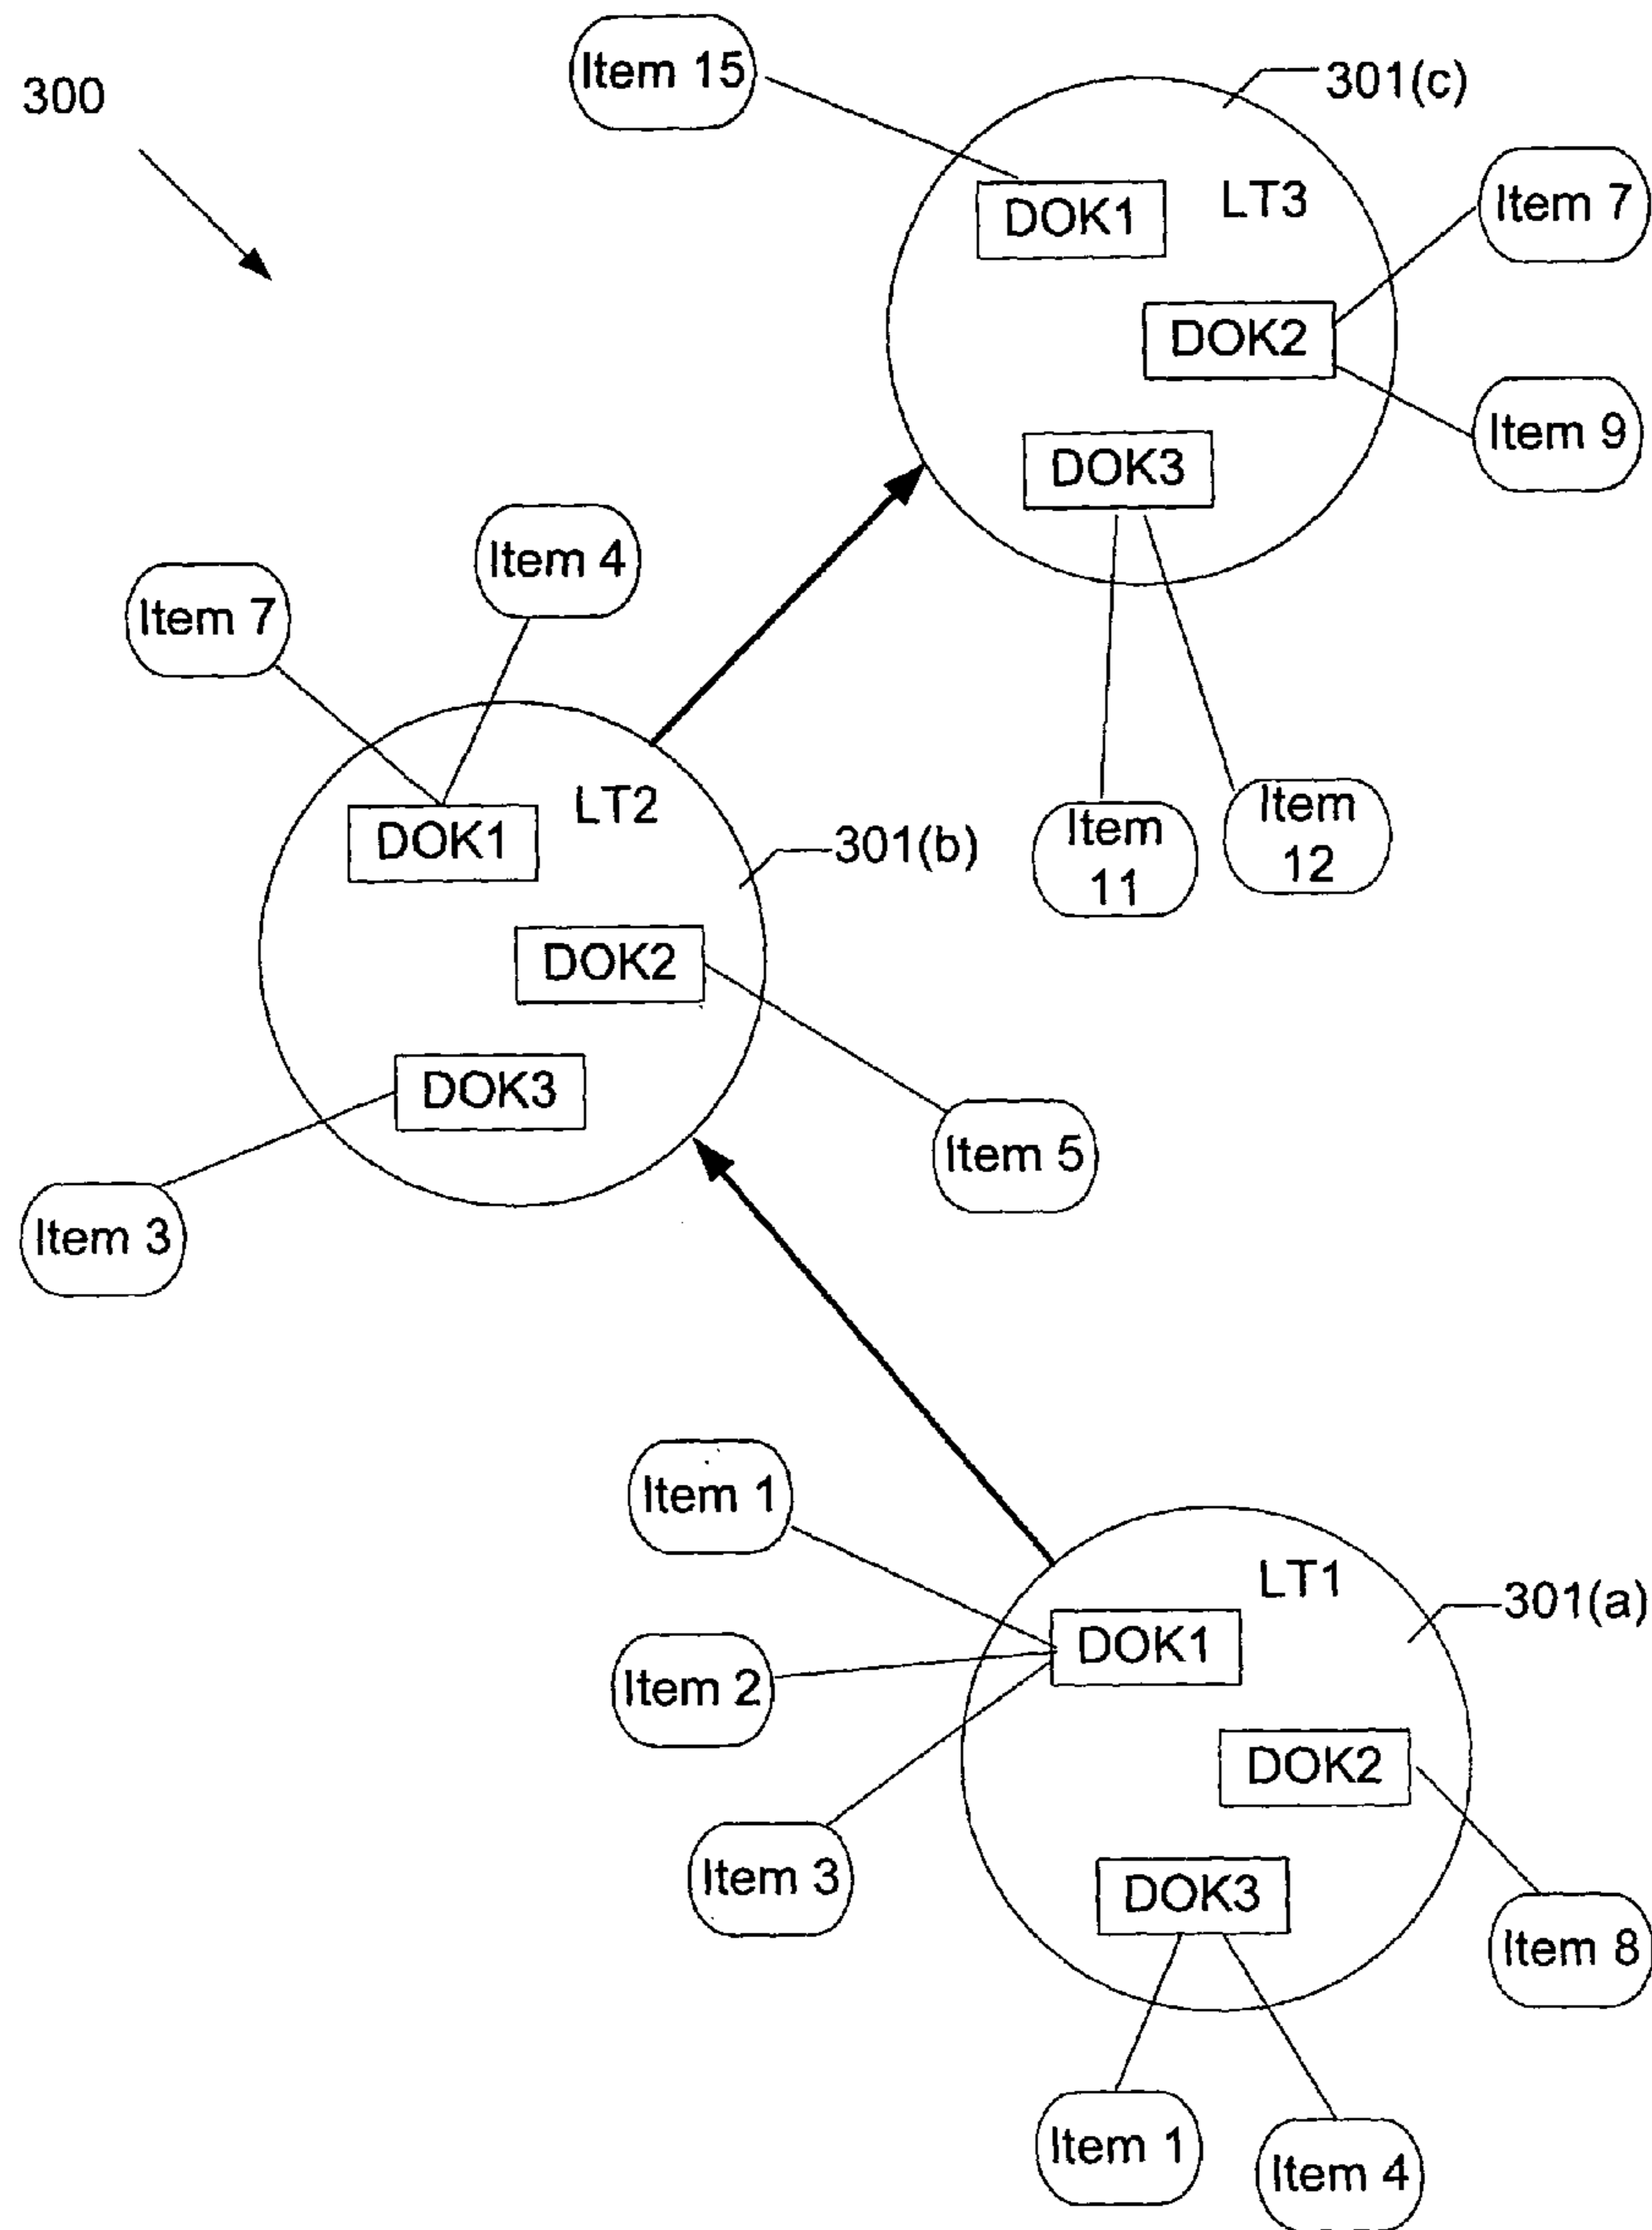 300
Item 15
301(c)
DOK1
LT3
Item 7
DOK2
Item 9
DOK3
Item
11
Item
12
Item 7
Item 4
LT2
DOK1
301(b)
DOK2
DOK3
Item 5
Item 3
Item 1
LT1
301(a)
DOK1
Item 2
DOK2
Item 3
DOK3
Item 8
Item 1
Item 4